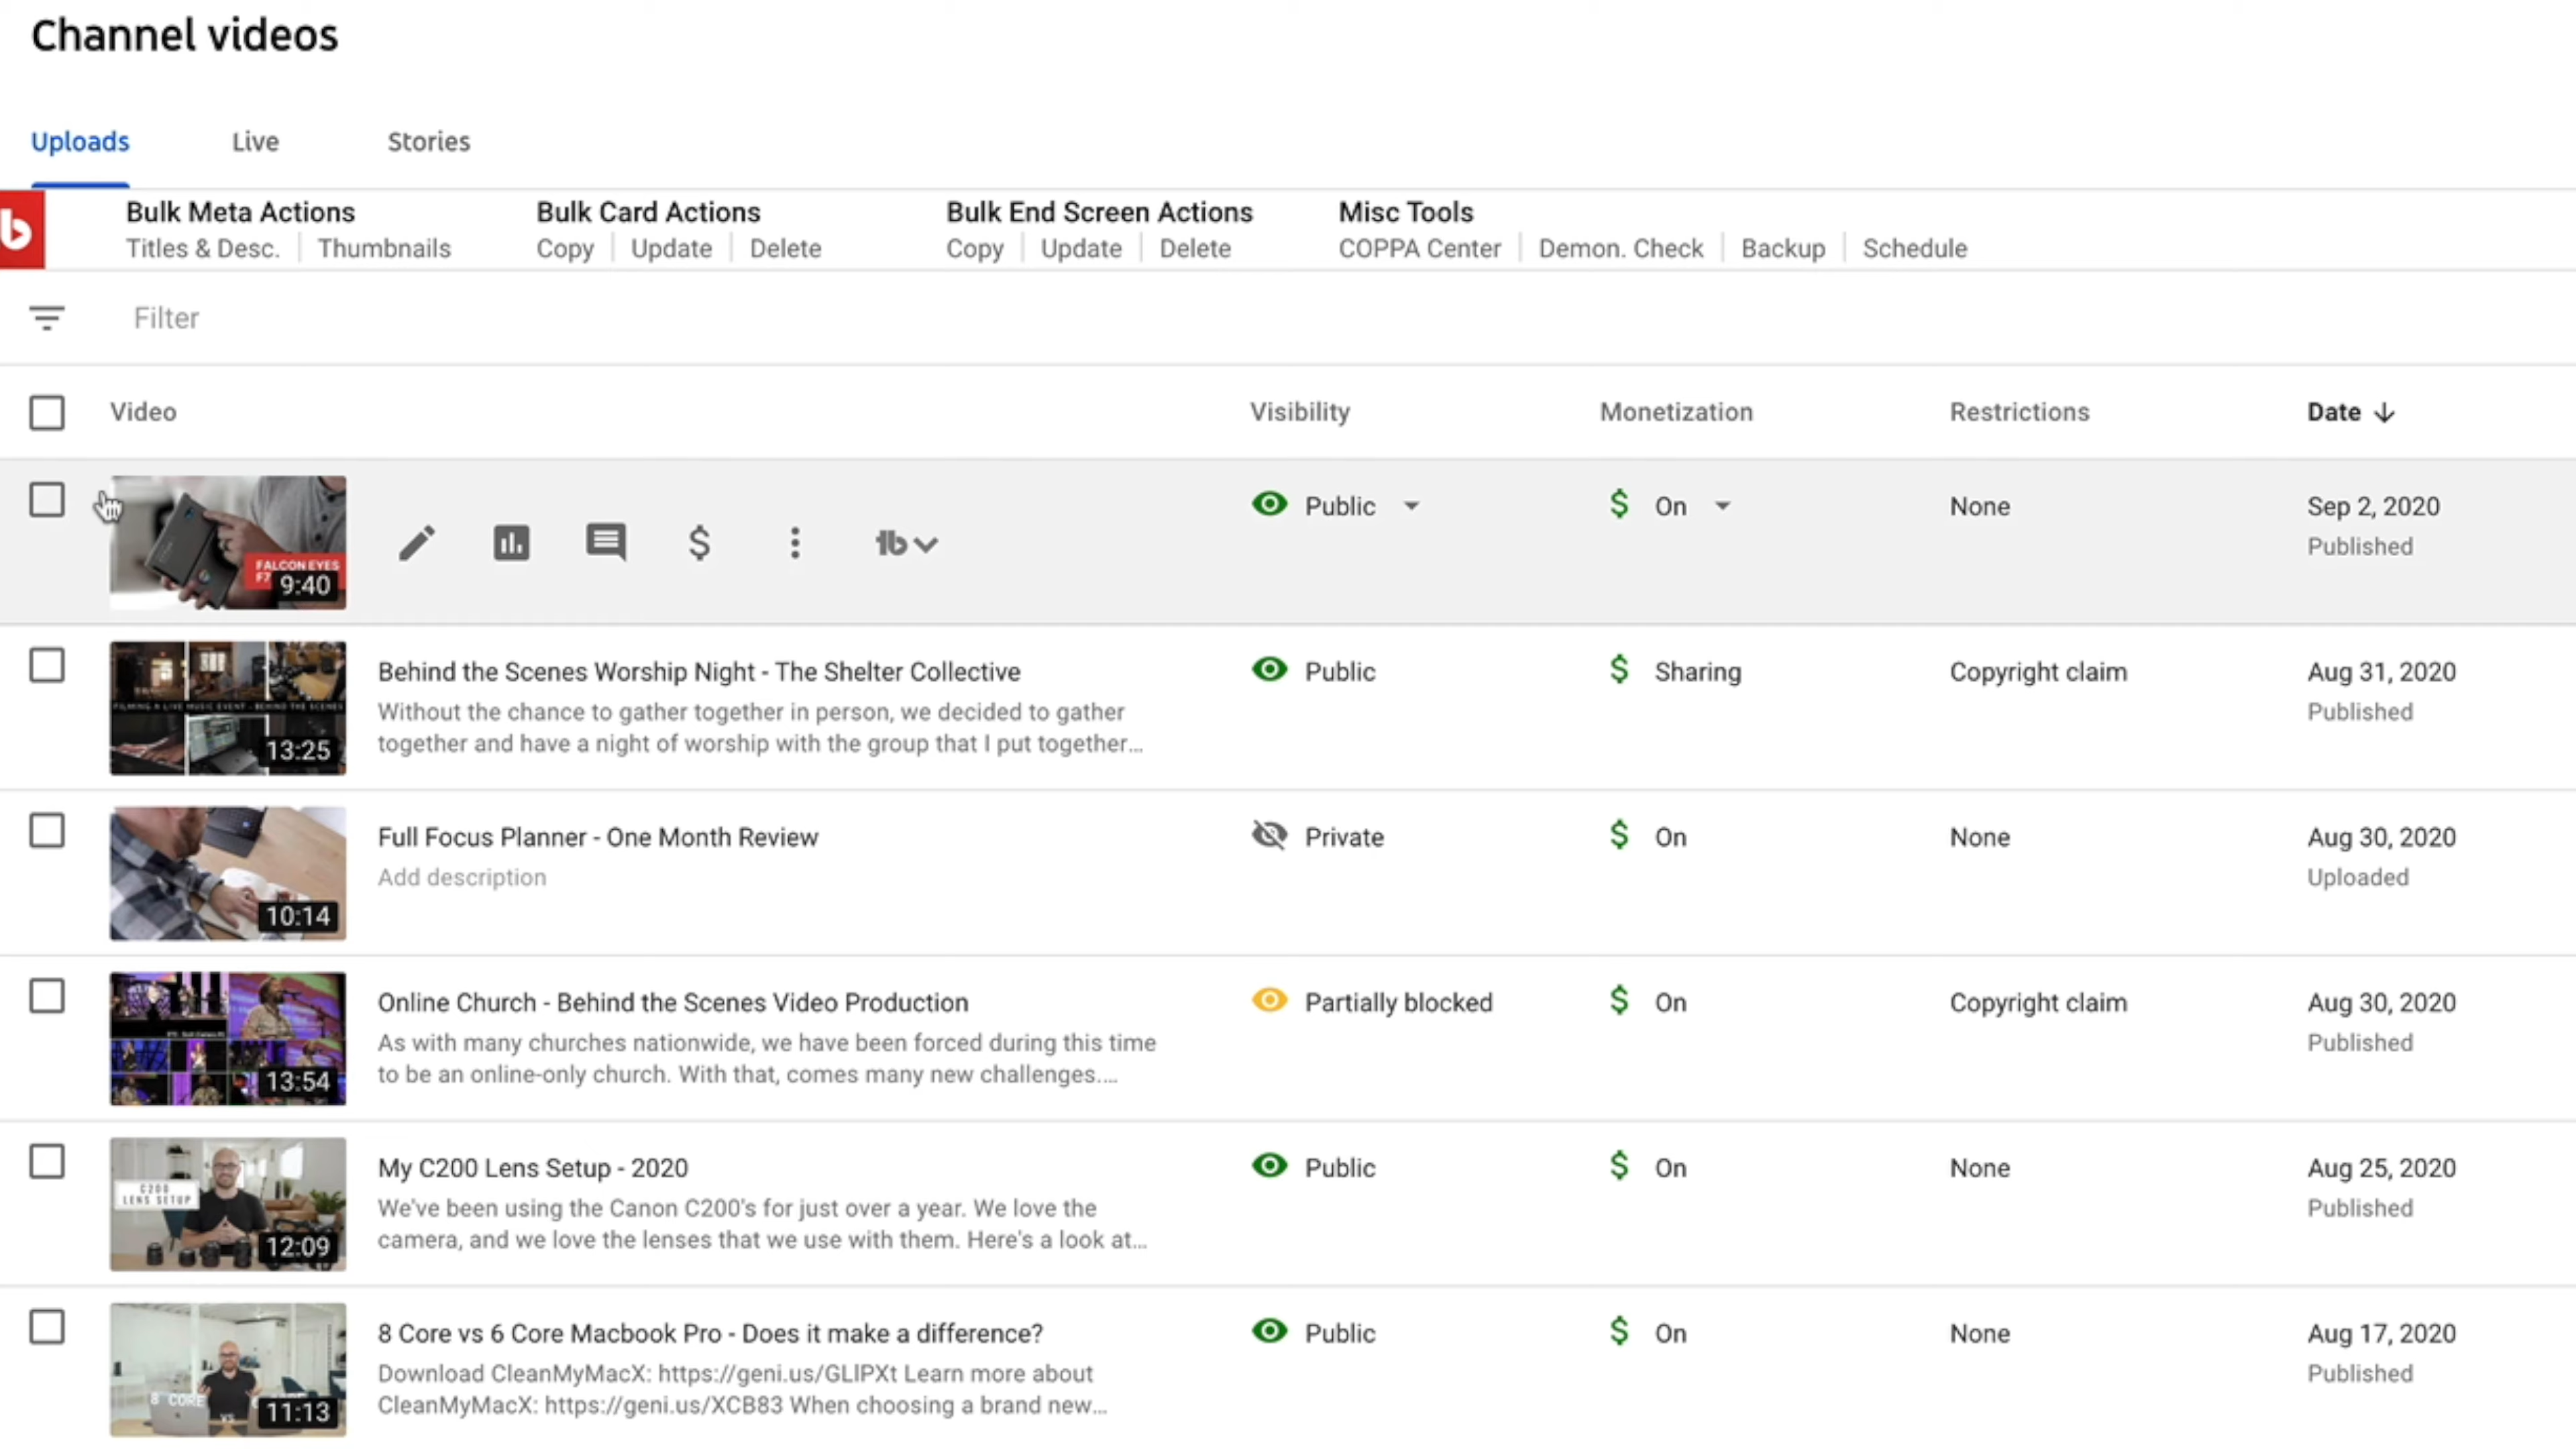 Channel videos
Uploads Live Stories
Bulk Meta Actions Bulk Card Actions Bulk End Screen Actions Misc Tools
Titles & Desc. Thumbnails Copy Update Delete Copy Update Delete COPPA Center Demon. Check Backup Schedule
Filter
Video Visibility Monetization Restrictions Date
Public On None Sep 2, 2020
Published
FALCON EYES
F7
9:40
Behind the Scenes Worship Night - The Shelter Collective Public Sharing Copyright claim Aug 31, 2020
Without the chance to gather together in person, we decided to gather Published
together and have a night of worship with the group that I put together...
FILMING A LIVE MUSIC EVENT - BEHIND THE SCENES
13:25
Full Focus Planner - One Month Review Private On None Aug 30, 2020
Add description Uploaded
10:14
Online Church - Behind the Scenes Video Production Partially blocked On Copyright claim Aug 30, 2020
As with many churches nationwide, we have been forced during this time Published
to be an online-only church. With that, comes many new challenges....
13:54
My C200 Lens Setup - 2020 Public On None Aug 25, 2020
We've been using the Canon C200's for just over a year. We love the Published
camera, and we love the lenses that we use with them. Here's a look at...
C200
LENS SETUP
12:09
8 Core vs 6 Core Macbook Pro - Does it make a difference? Public On None Aug 17, 2020
Download CleanMyMacX: https://geni.us/GLlPXt Learn more about Published
CleanMyMacX: https://geni.us/XCB83 When choosing a brand new...
8 CORE
VS
11:13